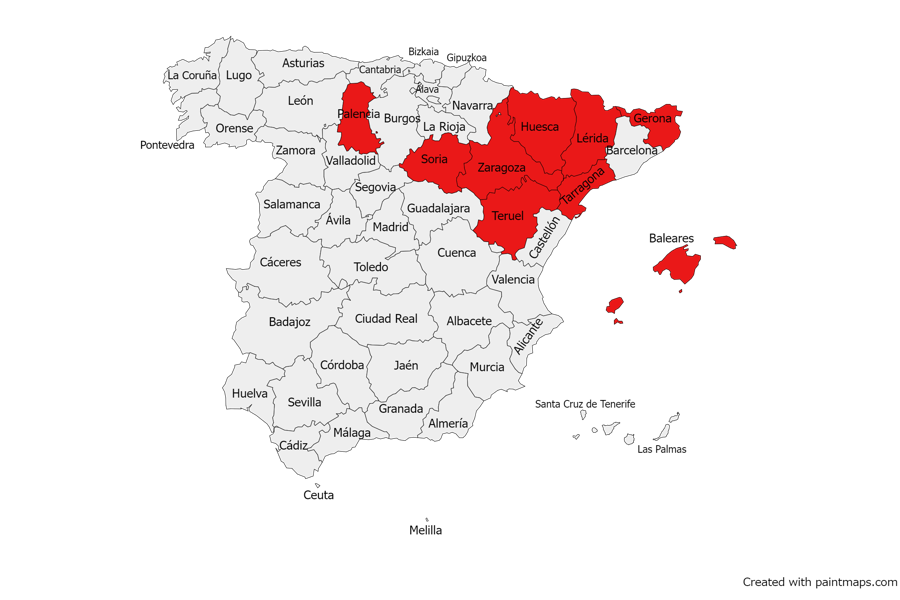 Bizkaia
Gipuzkoa
Asturias
Cantabria
La Coruña
Lugo
Álava
León
Navarra
Palencia
Burgos
Huesca
Gerona
Orense
La Rioja
Lérida
Pontevedra
Zamora
Barcelona
Valladolid
Soria
Zaragoza
Segovia
Tarragona
Salamanca
Guadalajara
Teruel
Ávila
Madrid
Castellón
Baleares
Cuenca
Cáceres
Toledo
Valencia
Badajoz
Ciudad Real
Albacete
Alicante
Córdoba
Jaén
Murcia
Huelva
Sevilla
Granada
Santa Cruz de Tenerife
Almería
Málaga
Cádiz
Las Palmas
Ceuta
Melilla
Created with paintmaps.com